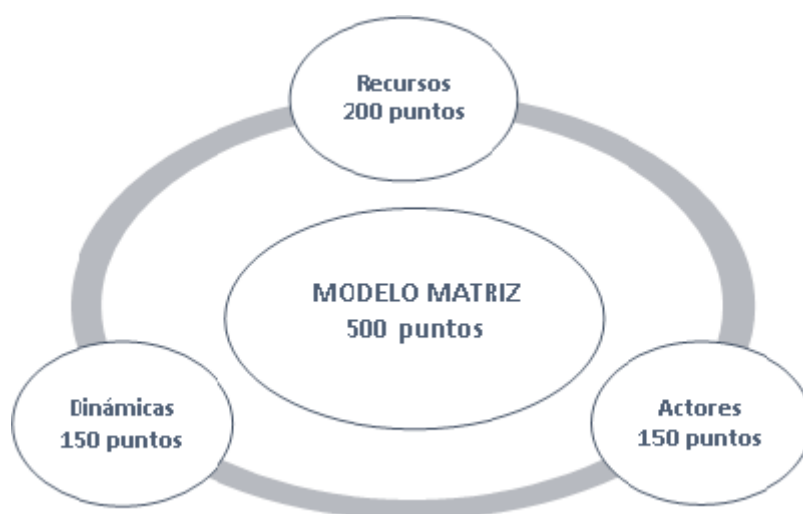 Recursos
200 puntos
MODELO MATRIZ
500 puntos
Dinámicas
150 puntos
Actores
150 puntos